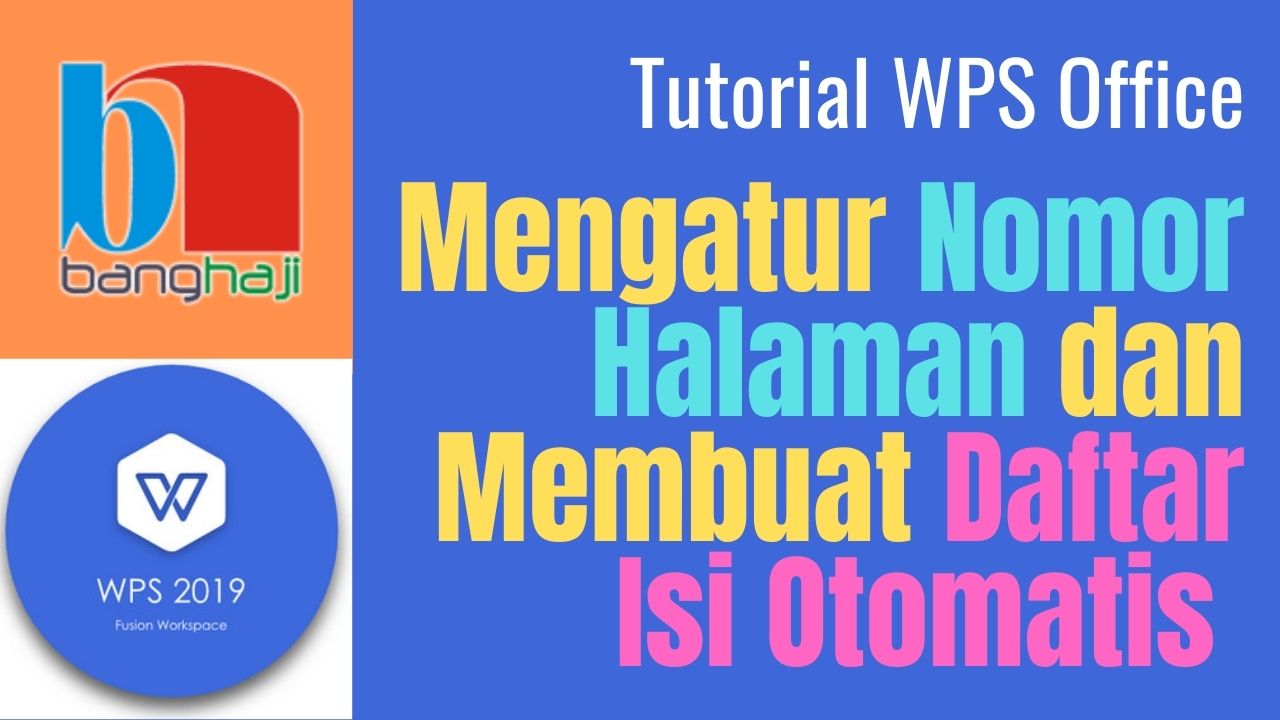 b
banghaji
WPS 2019
Fusion Workspace
Tutorial WPS Office
Mengatur Nomor
Halaman dan
Membuat Daftar
Isi Otomatis